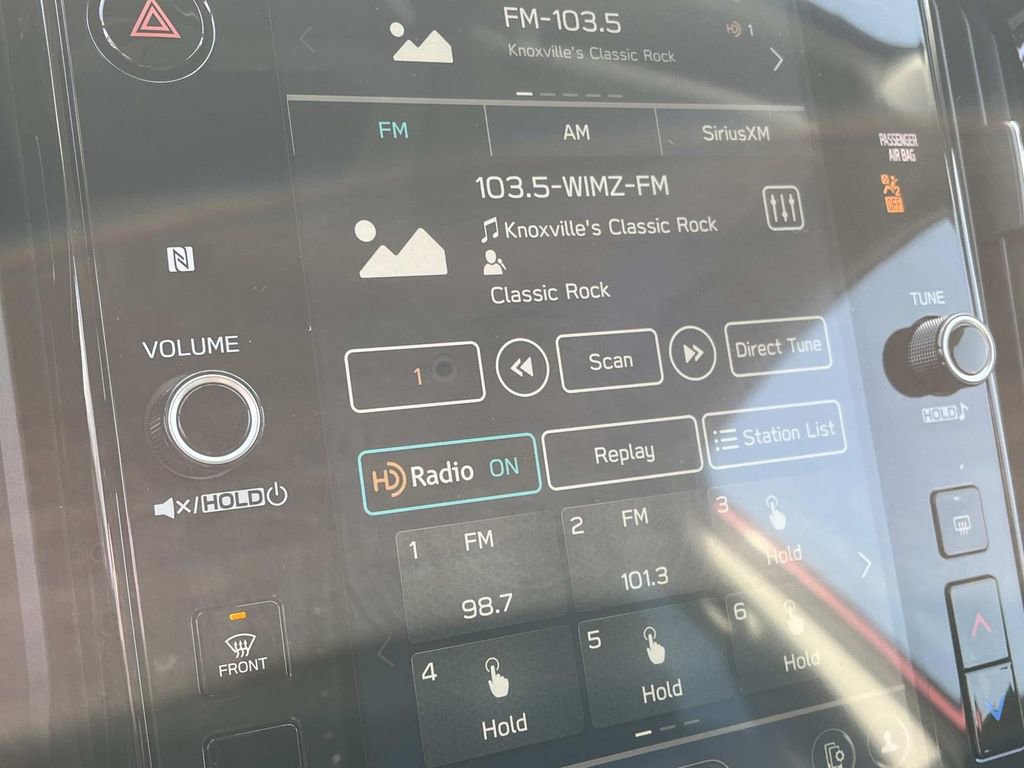 FM-103.5
HD 1
Knoxville's Classic Rock
FM
AM
SiriusXM
PASSENGER
AIR BAG
OFF
103.5-WIMZ-FM
Knoxville's Classic Rock
Classic Rock
N
VOLUME
TUNE
1
Scan
Direct Tune
HOLD
HD Radio ON
Replay
Station List
/HOLD
1 FM
98.7
2 FM
101.3
3
Hold
4
Hold
5
Hold
6
Hold
FRONT